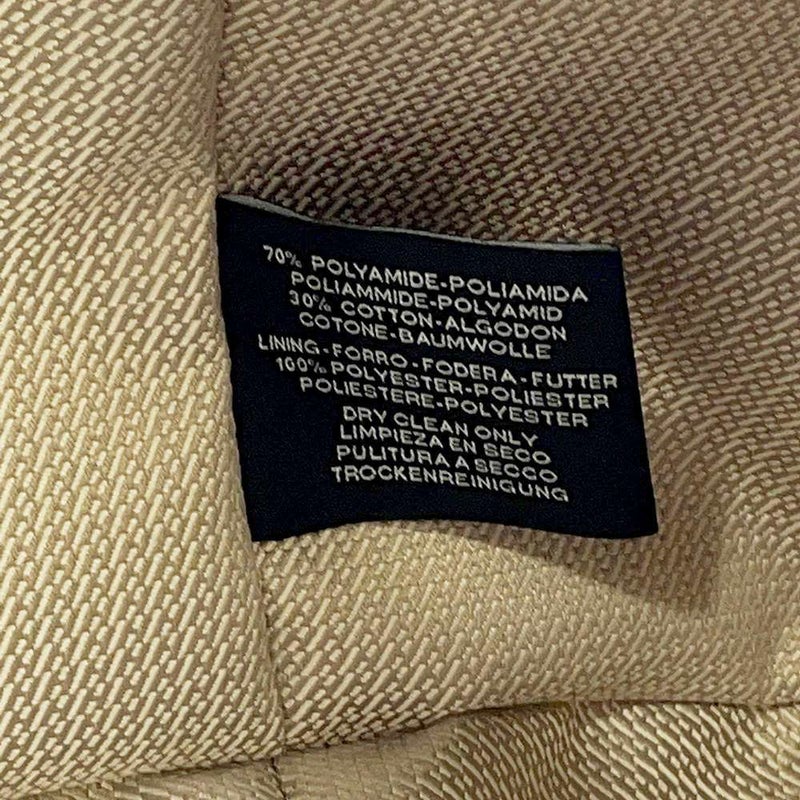 70% POLYAMIDE-POLIAMIDA
POLIAMMIDE-POLYAMID
30% COTTON-ALGODON
COTONE-BAUMWOLLE
LINING-FORRO-FODERA-FUTTER
100% POLYESTER-POLIESTER
POLIESTERE-POLYESTER
DRY CLEAN ONLY
LIMPIEZA EN SECO
PULITURA A SECCO
TROCKENREINIGUNG